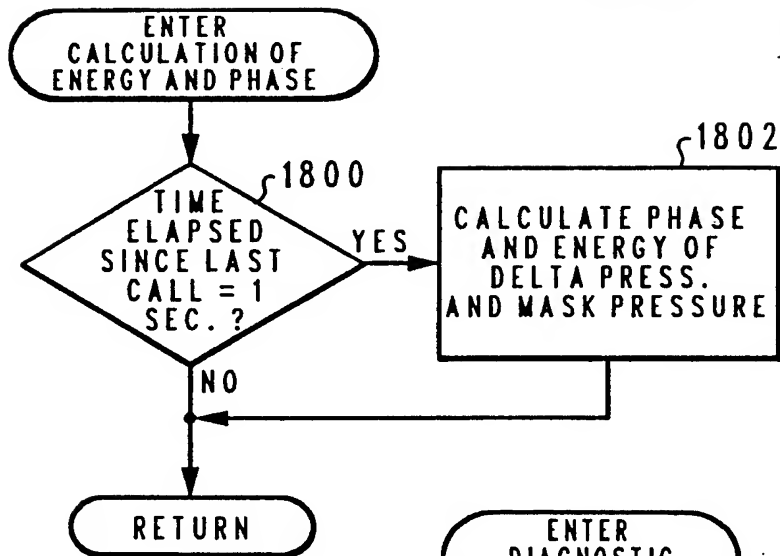 ENTER
CALCULATION OF
ENERGY AND PHASE
1800
TIME
ELAPSED
SINCE LAST
CALL = 1
SEC. ?
YES
1802
CALCULATE PHASE
AND ENERGY OF
DELTA PRESS.
AND MASK PRESSURE
NO
RETURN
ENTER
DIAGNOSTIC